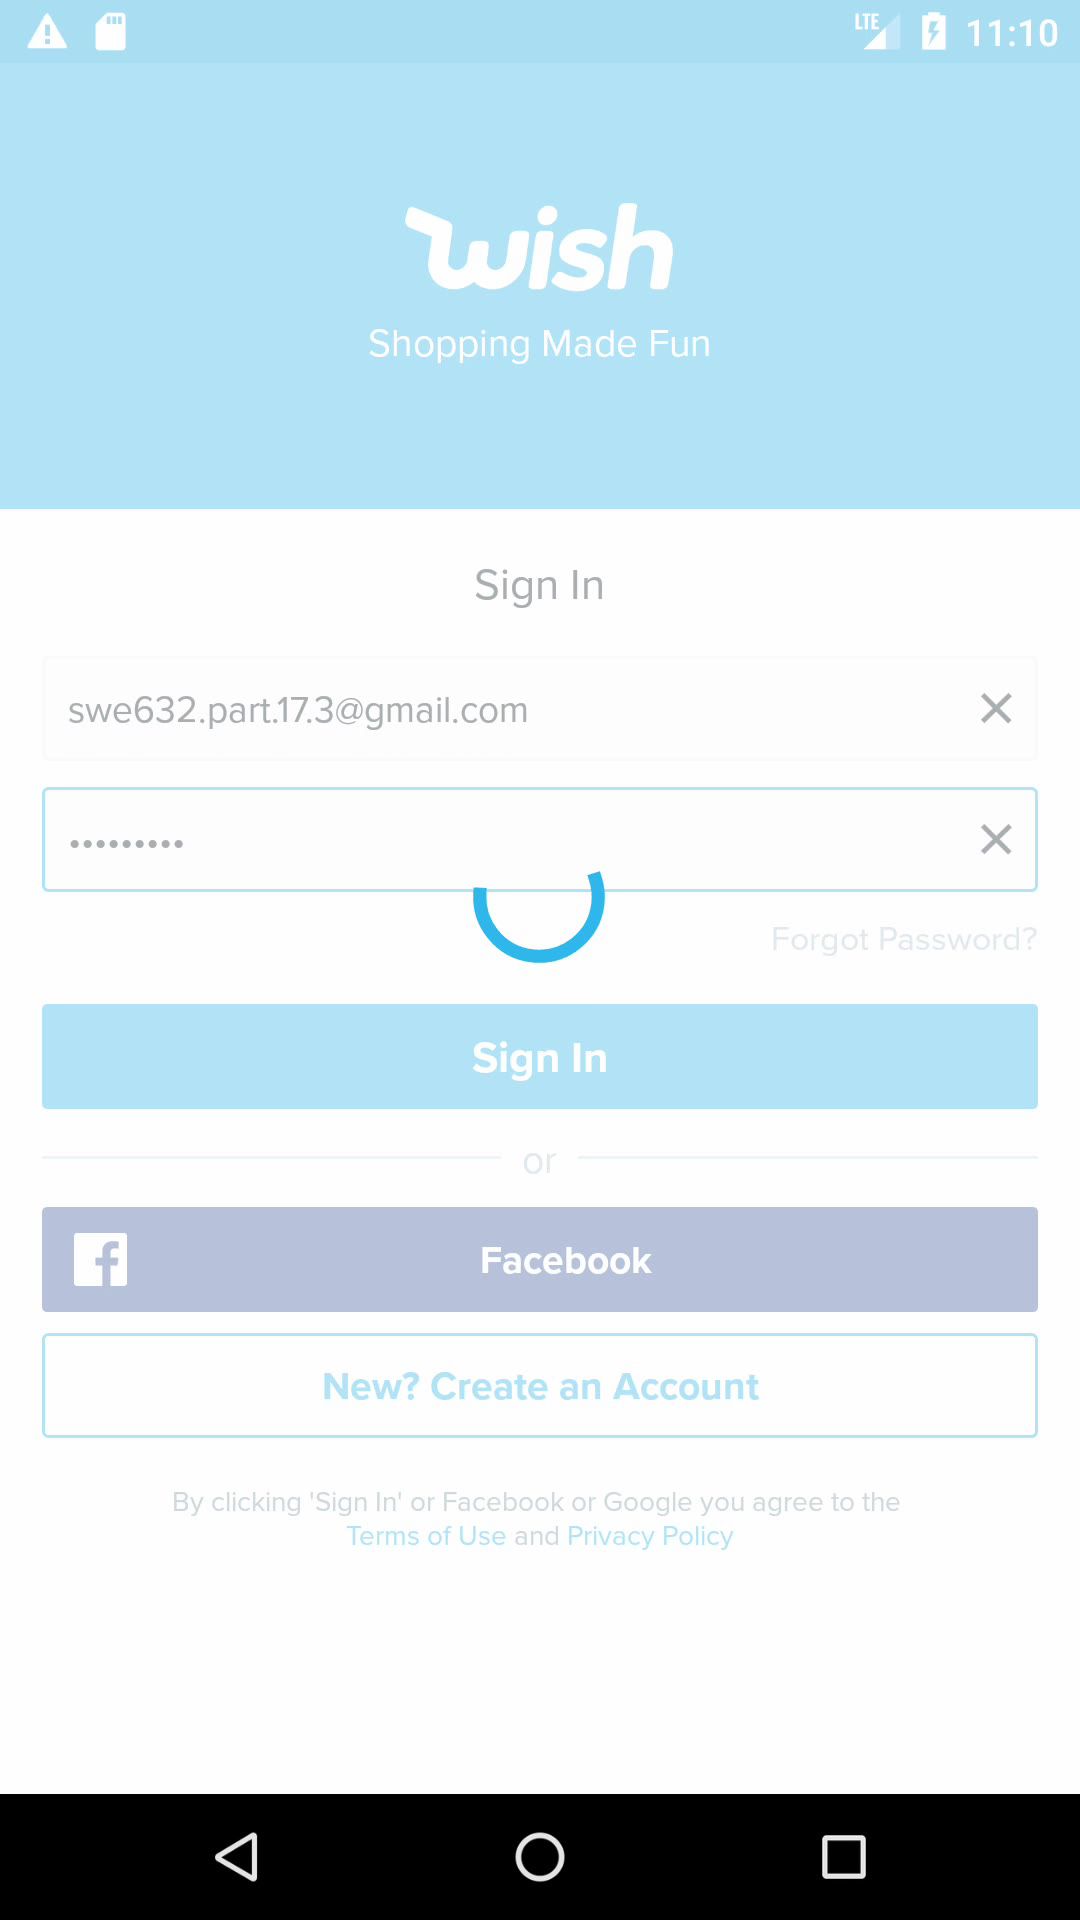 LTE 11:10
wish
Shopping Made Fun
Sign In
swe632.part.17.3@gmail.com
•••••••••
Forgot Password?
Sign In
or
Facebook
New? Create an Account
By clicking 'Sign In' or Facebook or Google you agree to the
Terms of Use and Privacy Policy